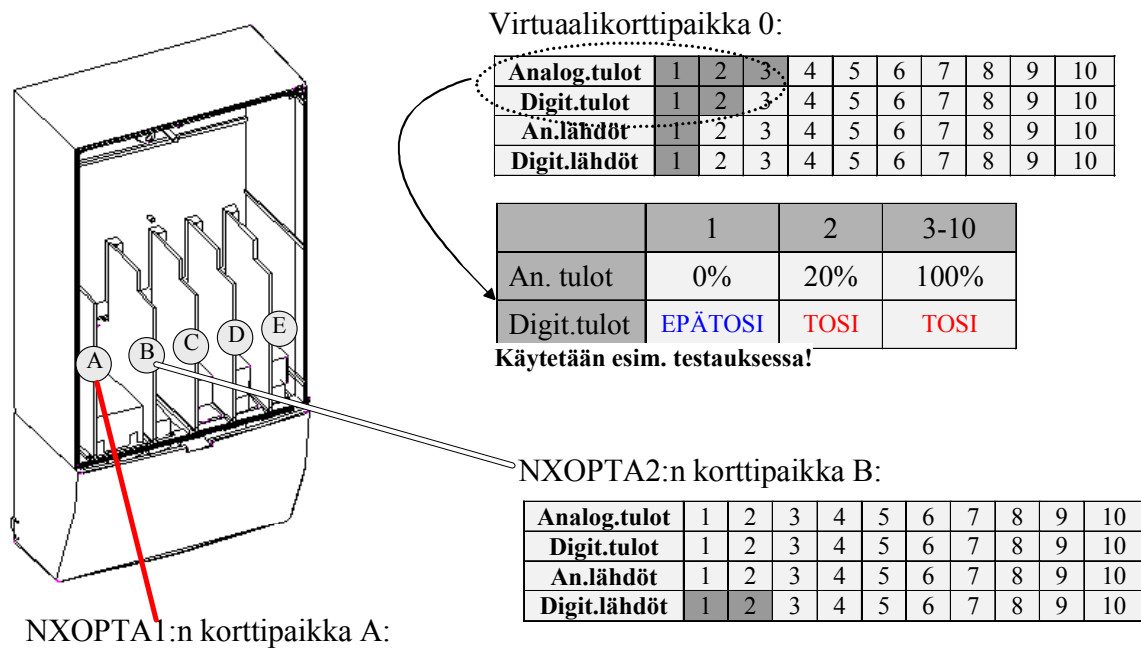 Virtuaalikorttipaikka 0:
Analog.tulot 1 2 3 4 5 6 7 8 9 10
Digit.tulot 1 2 3 4 5 6 7 8 9 10
An.lähdöt 1 2 3 4 5 6 7 8 9 10
Digit.lähdöt 1 2 3 4 5 6 7 8 9 10
1 2 3-10
An. tulot 0% 20% 100%
Digit.tulot EPÄTOSI TOSI TOSI
Käytetään esim. testauksessa!
A B C D E
NXOPTA2:n korttipaikka B:
Analog.tulot 1 2 3 4 5 6 7 8 9 10
Digit.tulot 1 2 3 4 5 6 7 8 9 10
An.lähdöt 1 2 3 4 5 6 7 8 9 10
Digit.lähdöt 1 2 3 4 5 6 7 8 9 10
NXOPTA1:n korttipaikka A: